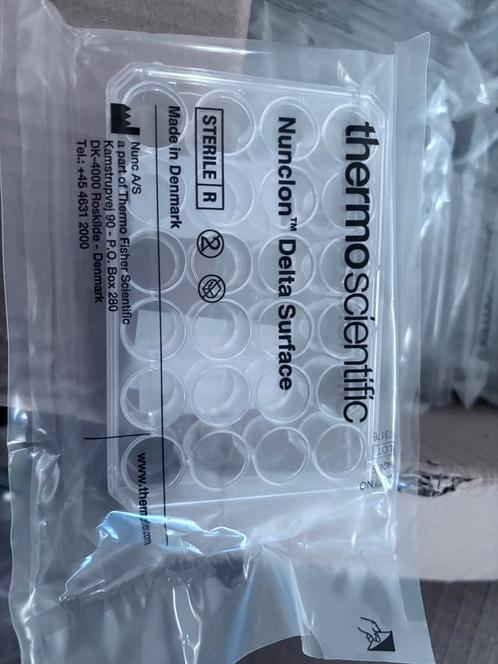 thermoscientific
Nunclon™ Delta Surface
STERILE R
Made in Denmark
Nunc A/S
a part of Thermo Fisher Scientific
Kamstrupvej 90 - P.O. Box 280
DK-4000 Roskilde - Denmark
Tel.: +45 4631 2000
LOT
NO